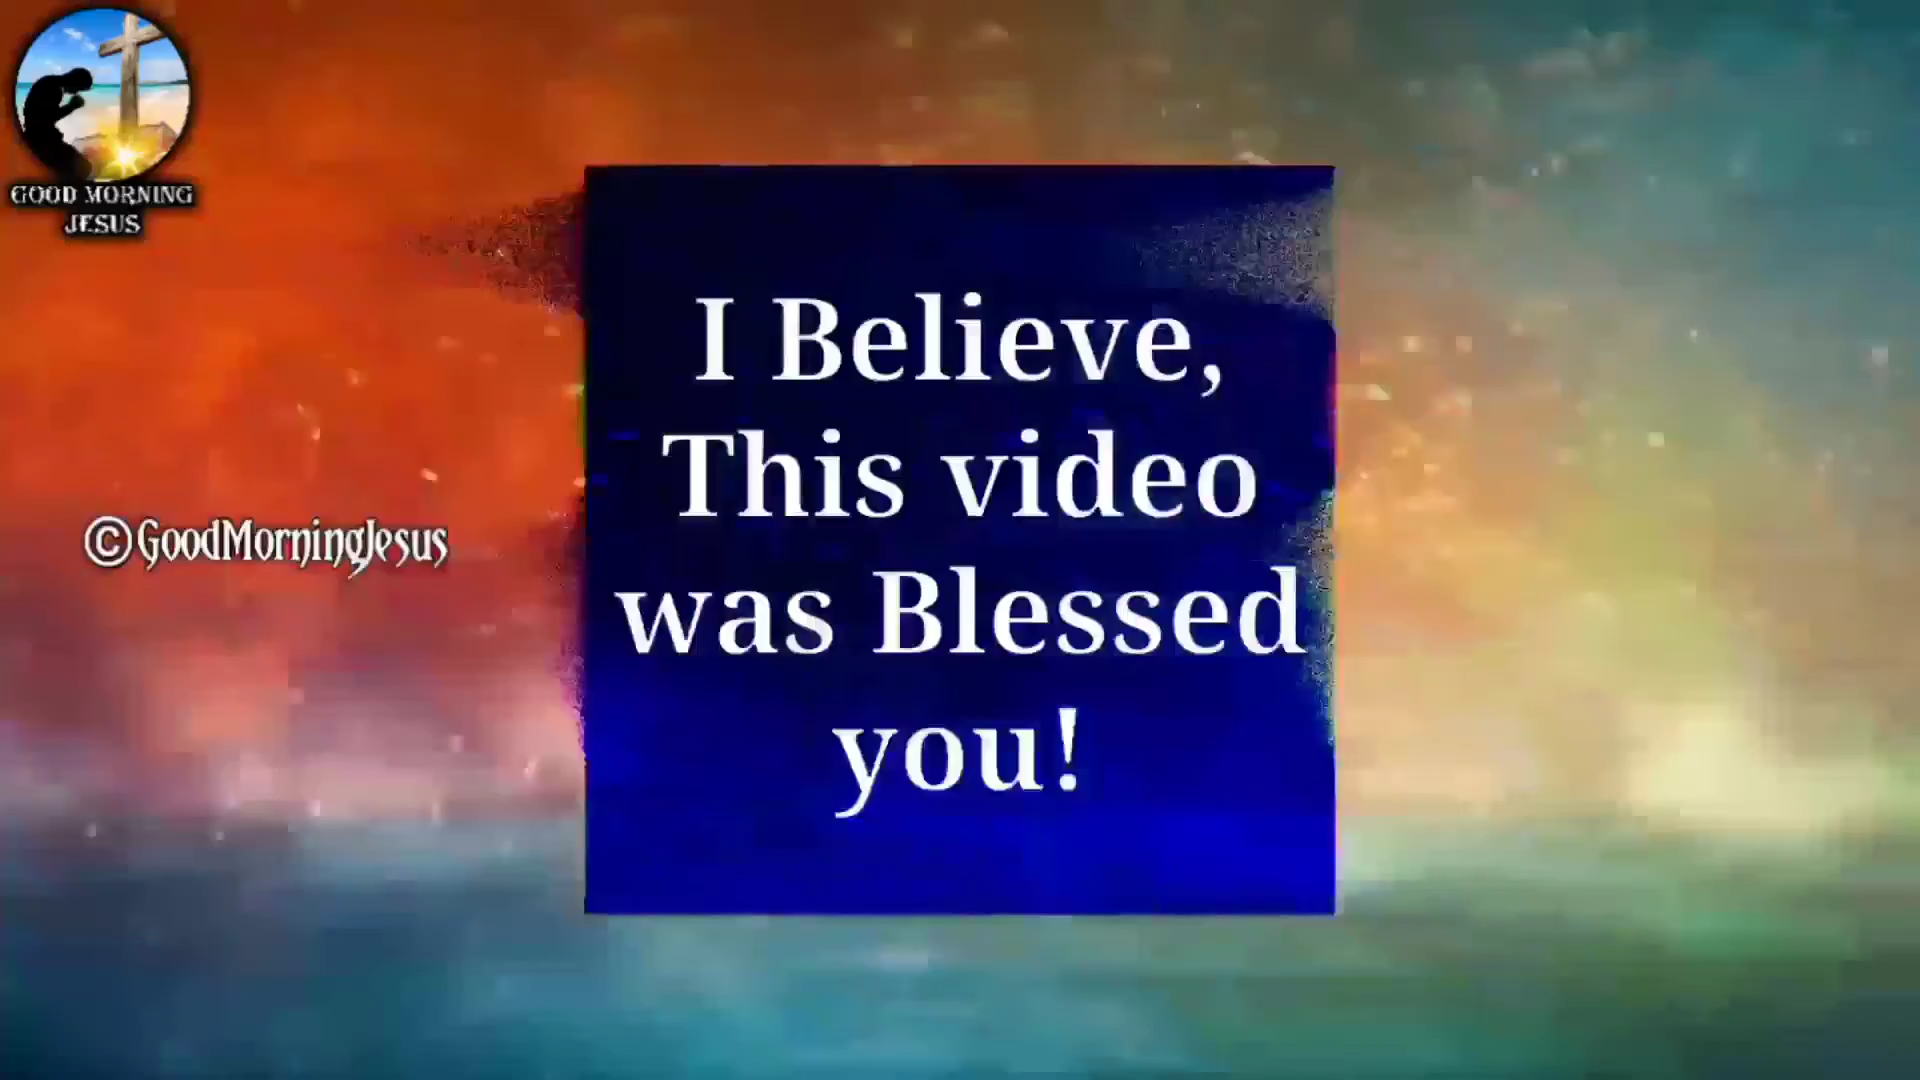 GOOD MORNING
JESUS
I Believe,
This video
was Blessed
you!
©GoodMorningJesus